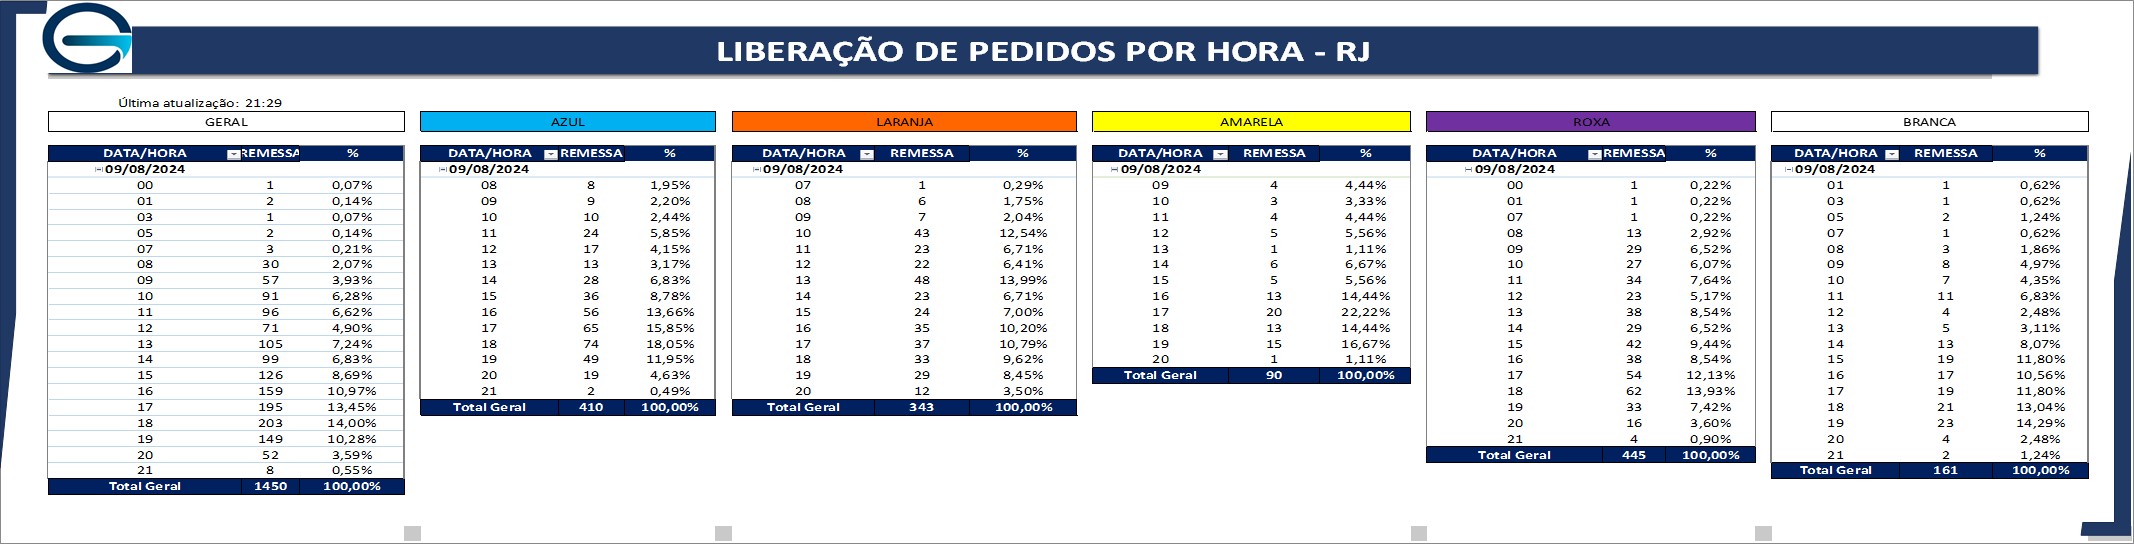 LIBERAÇÃO DE PEDIDOS POR HORA - RJ
Última atualização: 21:29
GERAL
DATA/HORA REMESSA %
09/08/2024
00 1 0,07%
01 2 0,14%
03 1 0,07%
05 2 0,14%
07 3 0,21%
08 30 2,07%
09 57 3,93%
10 91 6,28%
11 96 6,62%
12 71 4,90%
13 105 7,24%
14 99 6,83%
15 126 8,69%
16 159 10,97%
17 195 13,45%
18 203 14,00%
19 149 10,28%
20 52 3,59%
21 8 0,55%
Total Geral 1450 100,00%
AZUL
DATA/HORA REMESSA %
09/08/2024
08 8 1,95%
09 9 2,20%
10 10 2,44%
11 24 5,85%
12 17 4,15%
13 13 3,17%
14 28 6,83%
15 36 8,78%
16 56 13,66%
17 65 15,85%
18 74 18,05%
19 49 11,95%
20 19 4,63%
21 2 0,49%
Total Geral 410 100,00%
LARANJA
DATA/HORA REMESSA %
09/08/2024
07 1 0,29%
08 6 1,75%
09 7 2,04%
10 43 12,54%
11 23 6,71%
12 22 6,41%
13 48 13,99%
14 23 6,71%
15 24 7,00%
16 35 10,20%
17 37 10,79%
18 33 9,62%
19 29 8,45%
20 12 3,50%
Total Geral 343 100,00%
AMARELA
DATA/HORA REMESSA %
09/08/2024
09 4 4,44%
10 3 3,33%
11 4 4,44%
12 5 5,56%
13 1 1,11%
14 6 6,67%
15 5 5,56%
16 13 14,44%
17 20 22,22%
18 13 14,44%
19 15 16,67%
20 1 1,11%
Total Geral 90 100,00%
ROXA
DATA/HORA REMESSA %
09/08/2024
00 1 0,22%
01 1 0,22%
07 1 0,22%
08 13 2,92%
09 29 6,52%
10 27 6,07%
11 34 7,64%
12 23 5,17%
13 38 8,54%
14 29 6,52%
15 42 9,44%
16 38 8,54%
17 54 12,13%
18 62 13,93%
19 33 7,42%
20 16 3,60%
21 4 0,90%
Total Geral 445 100,00%
BRANCA
DATA/HORA REMESSA %
09/08/2024
01 1 0,62%
03 1 0,62%
05 2 1,24%
07 1 0,62%
08 3 1,86%
09 8 4,97%
10 7 4,35%
11 11 6,83%
12 4 2,48%
13 5 3,11%
14 13 8,07%
15 19 11,80%
16 17 10,56%
17 19 11,80%
18 21 13,04%
19 23 14,29%
20 4 2,48%
21 2 1,24%
Total Geral 161 100,00%